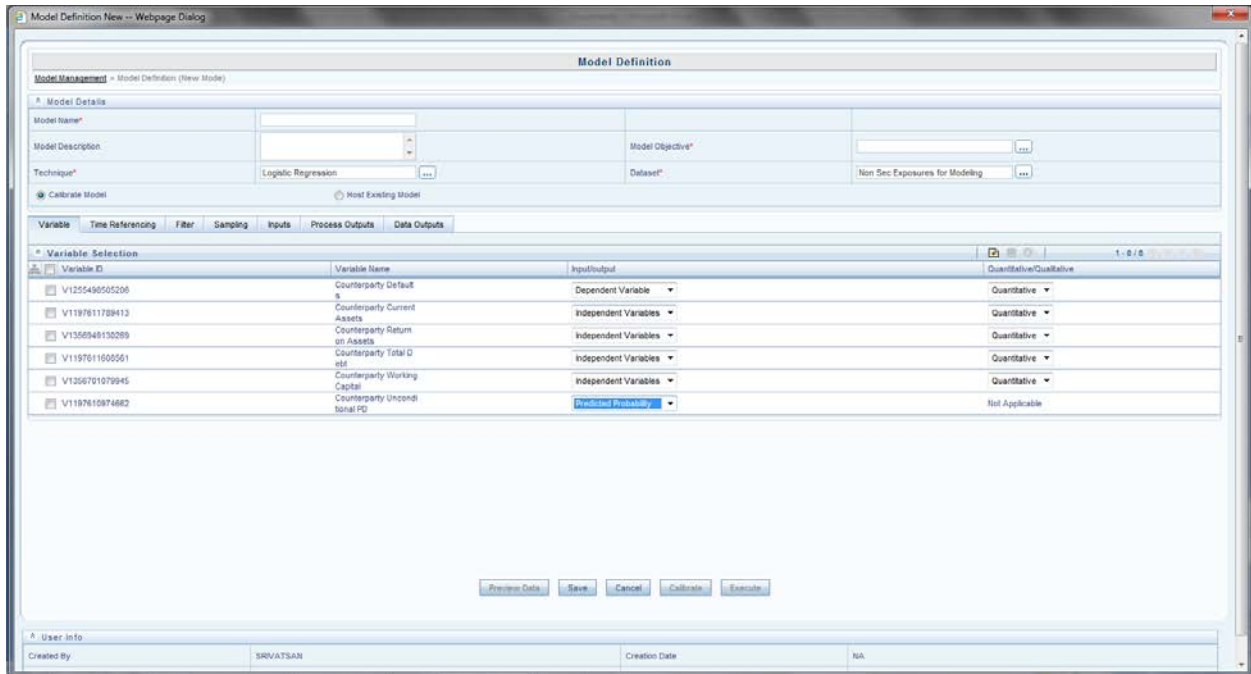 Model Definition New -- Webpage Dialog
Model Definition
Model Management » Model Definition (New Mode)
Model Details
Model Name*
Model Description
Model Objective*
Technique* Logistic Regression ... Dataset* Non Sec Exposures for Modeling ...
Calibrate Model Host Existing Model
Variable Time Referencing Filter Sampling Inputs Process Outputs Data Outputs
Variable Selection
Variable ID Variable Name Input/output Quantitative/Qualitative
V1255498505206 Counterparty Default
s Dependent Variable Quantitative
V1197611789413 Counterparty Current
Assets Independent Variables Quantitative
V1356949130269 Counterparty Return
on Assets Independent Variables Quantitative
V1197611608561 Counterparty Total D
ebt Independent Variables Quantitative
V1356701079945 Counterparty Working
Capital Independent Variables Quantitative
V1197610974662 Counterparty Uncondi
tional PD Predicted Probability Not Applicable
Preview Data Save Cancel Calibrate Execute
User Info
Created By SRIVATSAN Creation Date NA